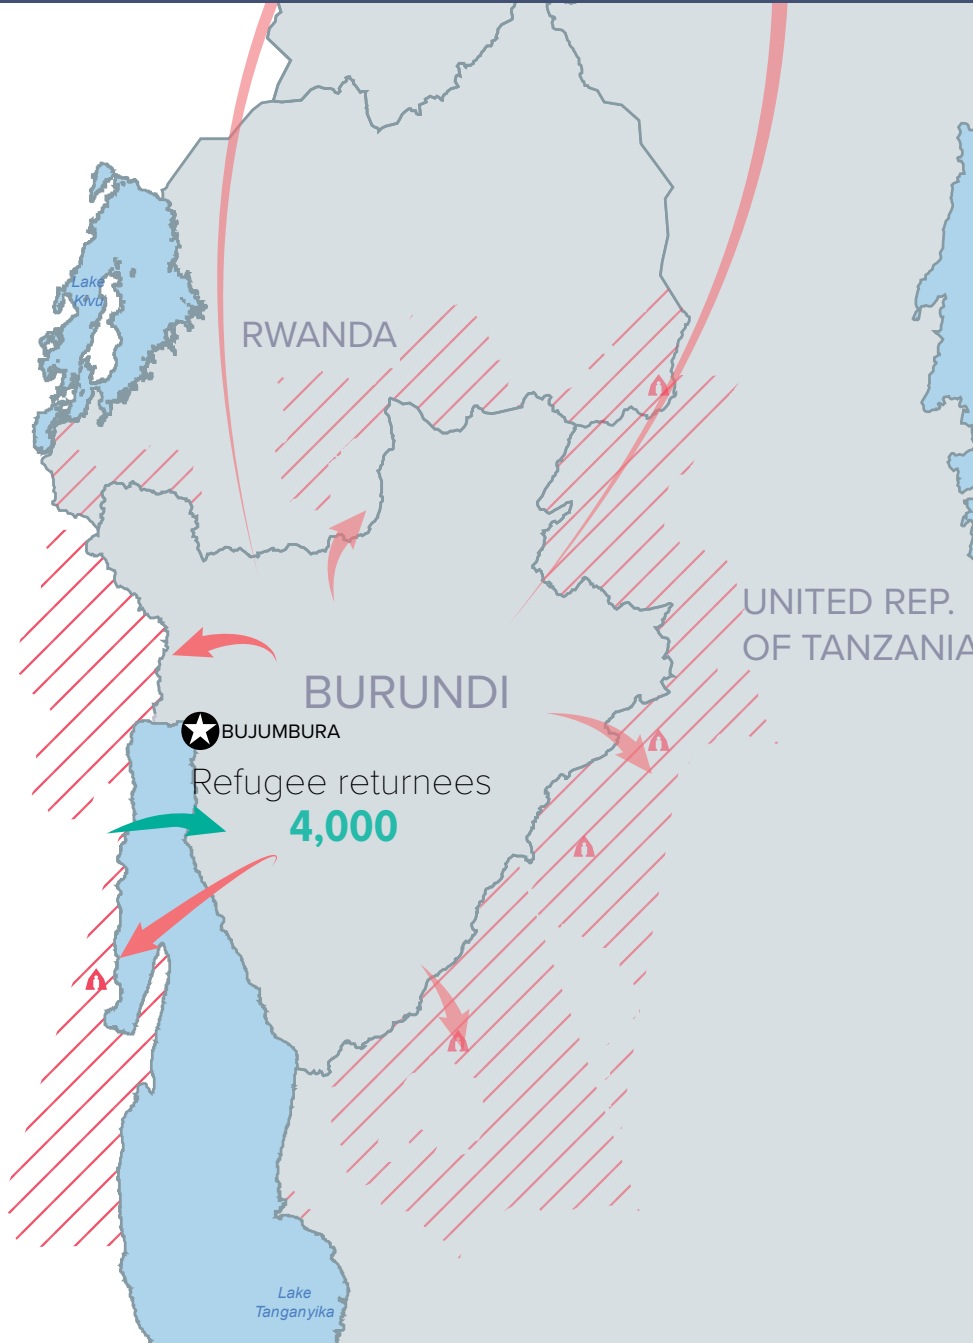 Lake
Kivu
RWANDA
UNITED REP.
OF TANZANIA
BURUNDI
BUJUMBURA
Refugee returnees
4,000
Lake
Tanganyika